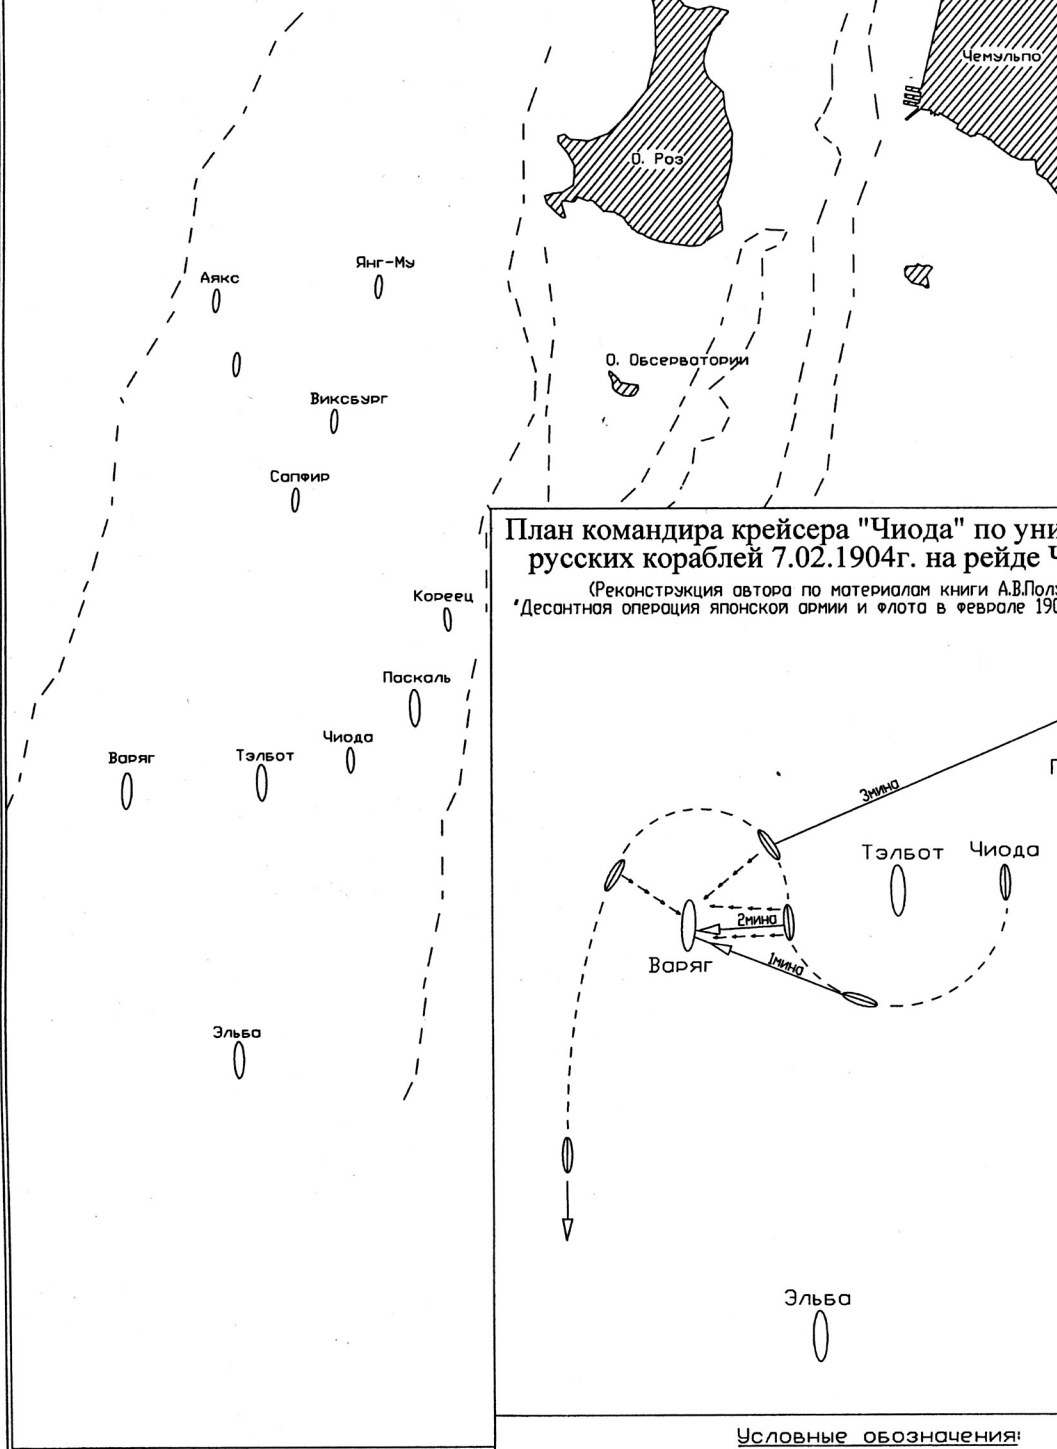 Чемульпо
О. Роз
Янг-Му
Аякс
О. Обсерватории
Виксбург
Сапфир
План командира крейсера "Чиода" по уни
русских кораблей 7.02.1904г. на рейде Ч
(Реконструкция автора по материалам книги А.В.Пол
"Десантная операция японской армии и флота в феврале 190
Кореец
Паскаль
Чиода
Варяг
Тэлбот
3мина
П
Тэлбот
Чиода
2мина
1мина
Варяг
Эльба
Эльба
Условные обозначения: